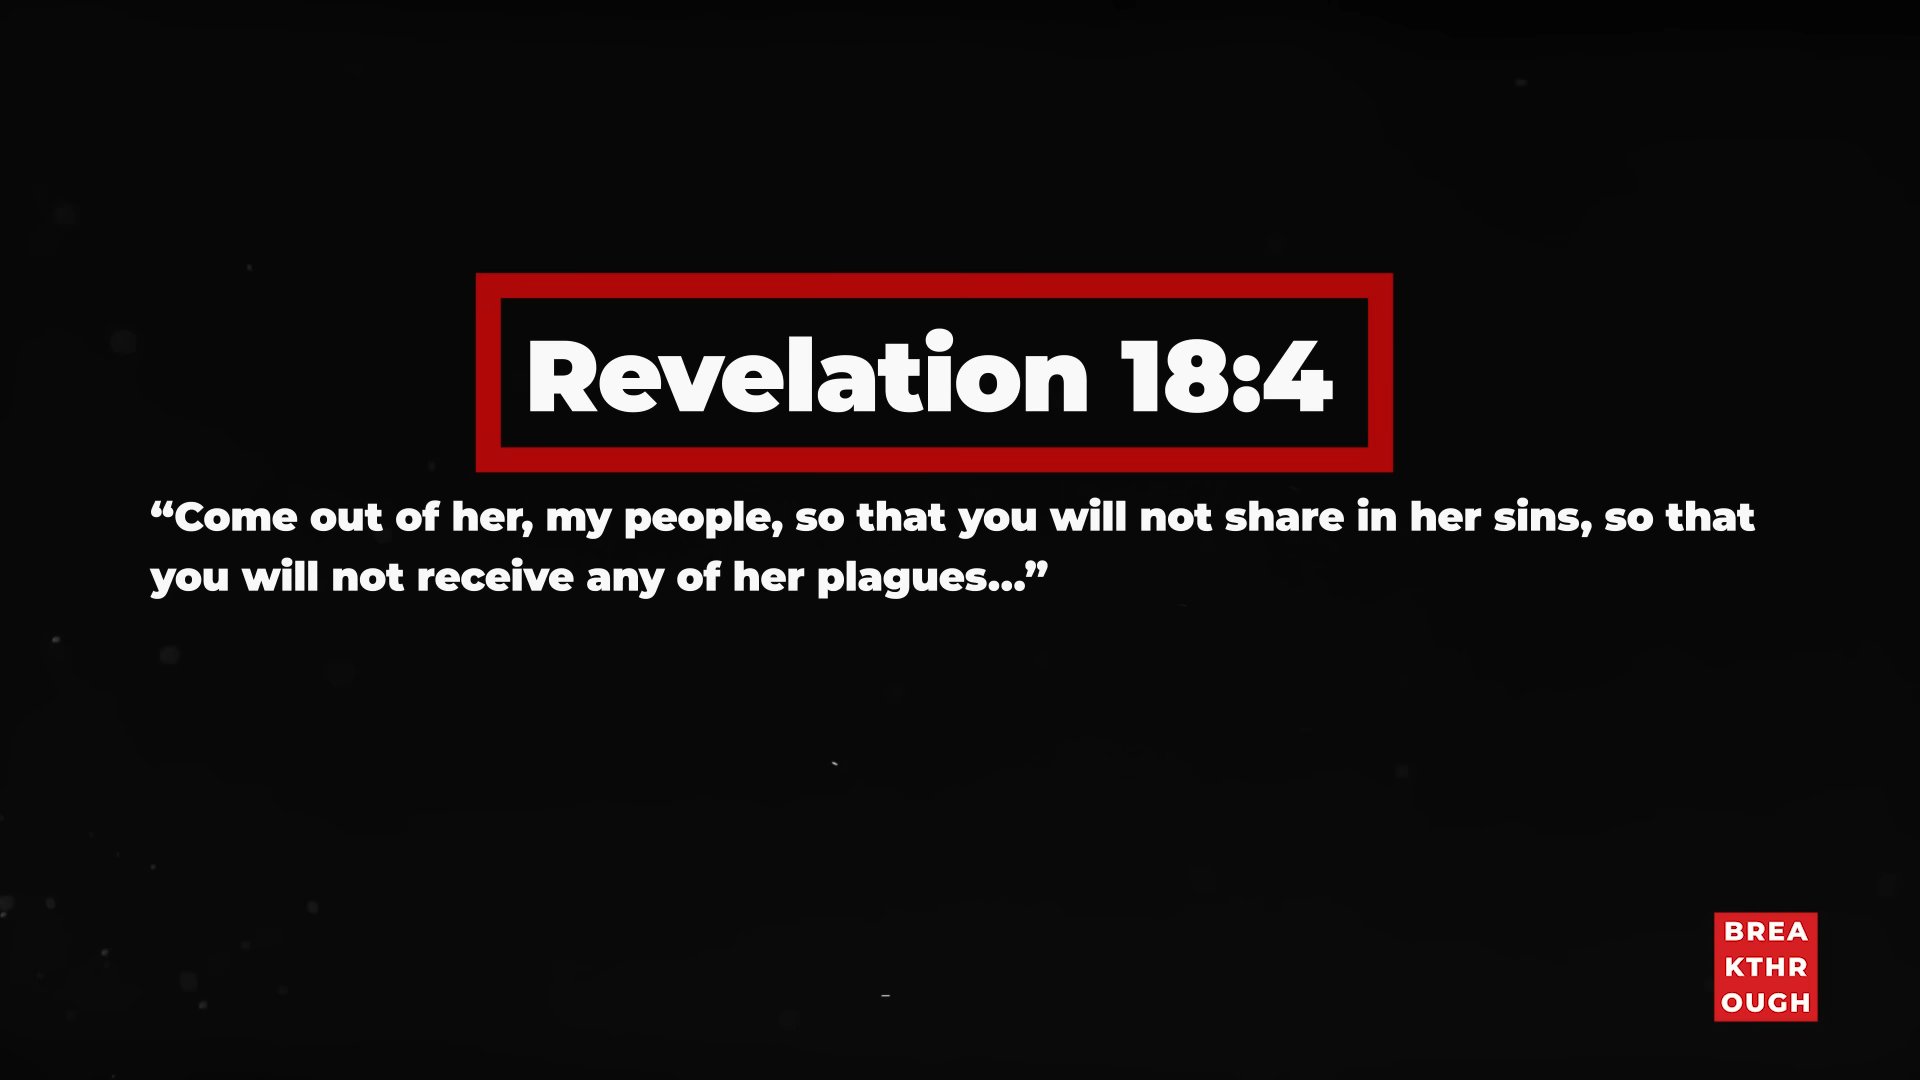 Revelation 18:4
“Come out of her, my people, so that you will not share in her sins, so that
you will not receive any of her plagues...”
BREA
KTHR
OUGH